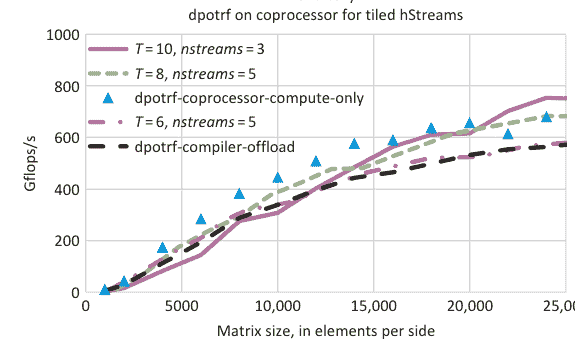 dpotrf on coprocessor for tiled hStreams
1000
800
600
400
200
0
Gflops/s
T = 10, nstreams = 3
T = 8, nstreams = 5
dpotrf-coprocessor-compute-only
T = 6, nstreams = 5
dpotrf-compiler-offload
0 5000 10,000 15,000 20,000
Matrix size, in elements per side